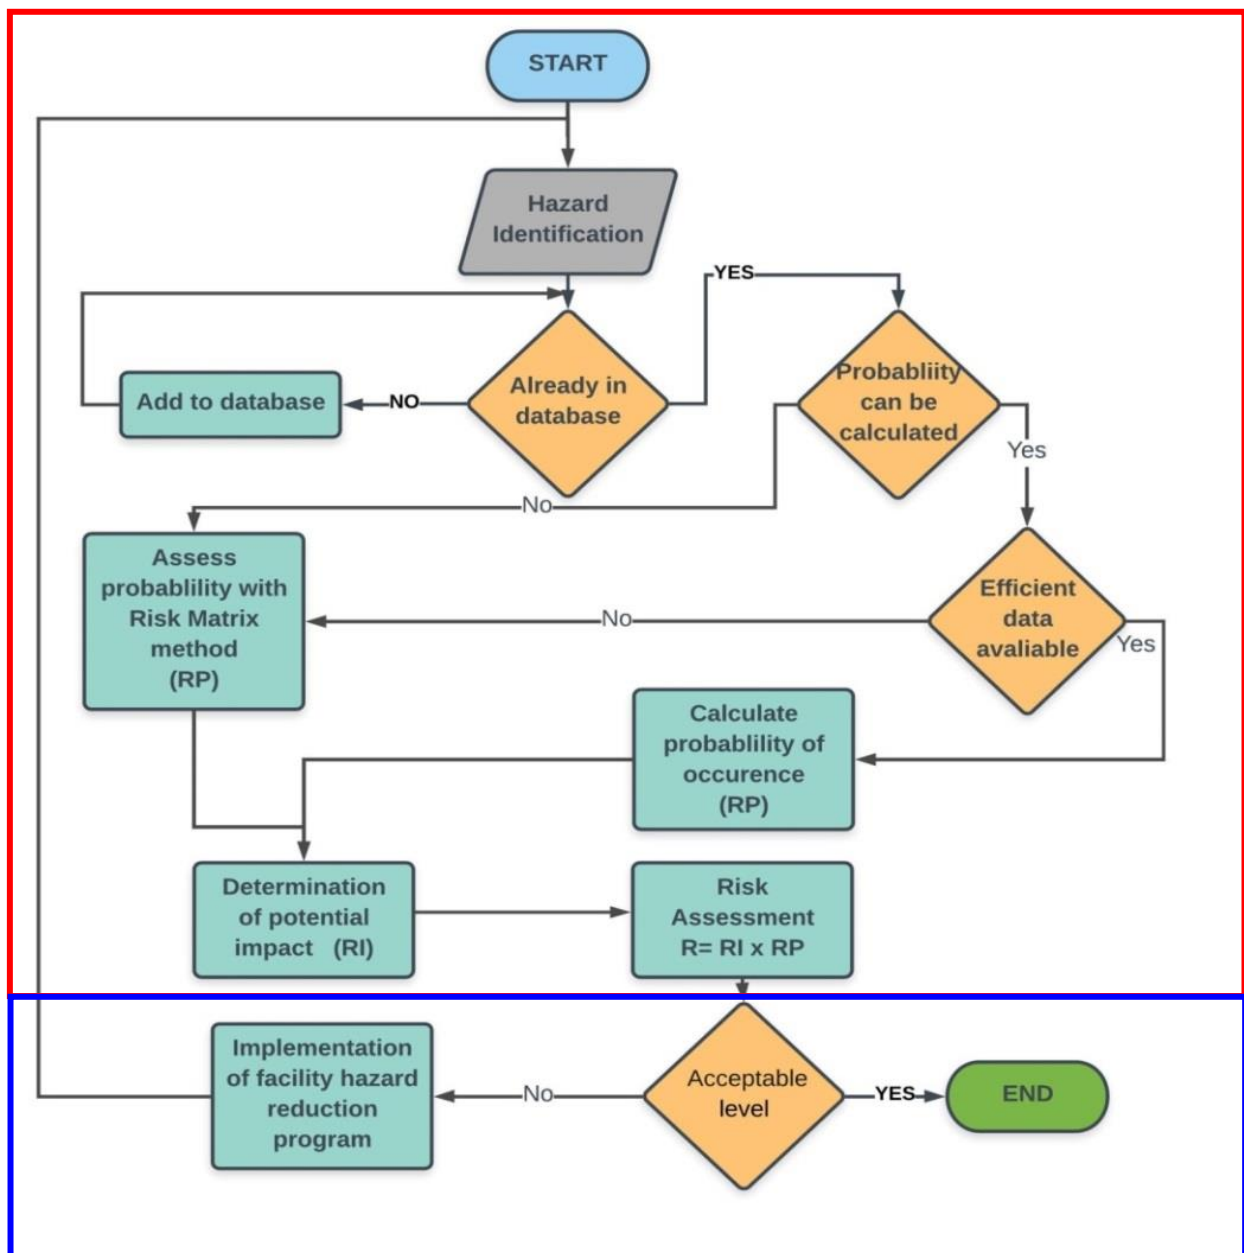 START
Hazard
Identification
YES
Already in
database
NO
Add to database
Probabliity
can be
calculated
Yes
No
Assess
probablility with
Risk Matrix
method
(RP)
No
Efficient
data
avaliable
Yes
Calculate
probablility of
occurence
(RP)
Determination
of potential
impact (RI)
Risk
Assessment
R= RI x RP
Implementation
of facility hazard
reduction
program
No
Acceptable
level
YES
END